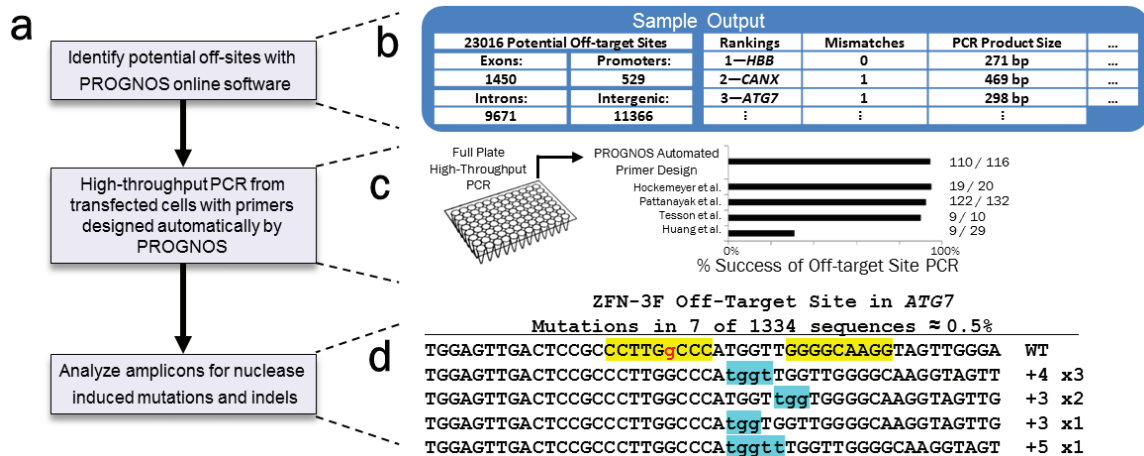 a
Identify potential off-sites with
PROGNOS online software
High-throughput PCR from
transfected cells with primers
designed automatically by
PROGNOS
Analyze amplicons for nuclease
induced mutations and indels
b
Sample Output
23016 Potential Off-target Sites
Exons: Promoters:
1450 529
Introns: Intergenic:
9671 11366
Rankings Mismatches PCR Product Size ...
1—HBB 0 271 bp ...
2—CANX 1 469 bp ...
3—ATG7 1 298 bp ...
⋮ ⋮ ⋮
c
Full Plate
High-Throughput
PCR
PROGNOS Automated
Primer Design
110 / 116
Hockemeyer et al. 19 / 20
Pattanayak et al. 122 / 132
Tesson et al. 9 / 10
Huang et al. 9 / 29
0% 100%
% Success of Off-target Site PCR
d
ZFN-3F Off-Target Site in ATG7
Mutations in 7 of 1334 sequences ≈ 0.5%
TGGAGTTGACTCCGCCCTTGgCCCATGGTTGGGGCAAGGTAGTTGGGA WT
TGGAGTTGACTCCGCCCTTGGCCCAtggtTGGTTGGGGCAAGGTAGTT +4 x3
TGGAGTTGACTCCGCCCTTGGCCCATGGTtggTGGGGCAAGGTAGTTG +3 x2
TGGAGTTGACTCCGCCCTTGGCCCAtggTGGTTGGGGCAAGGTAGTTG +3 x1
TGGAGTTGACTCCGCCCTTGGCCCAtggttTGGTTGGGGCAAGGTAGT +5 x1